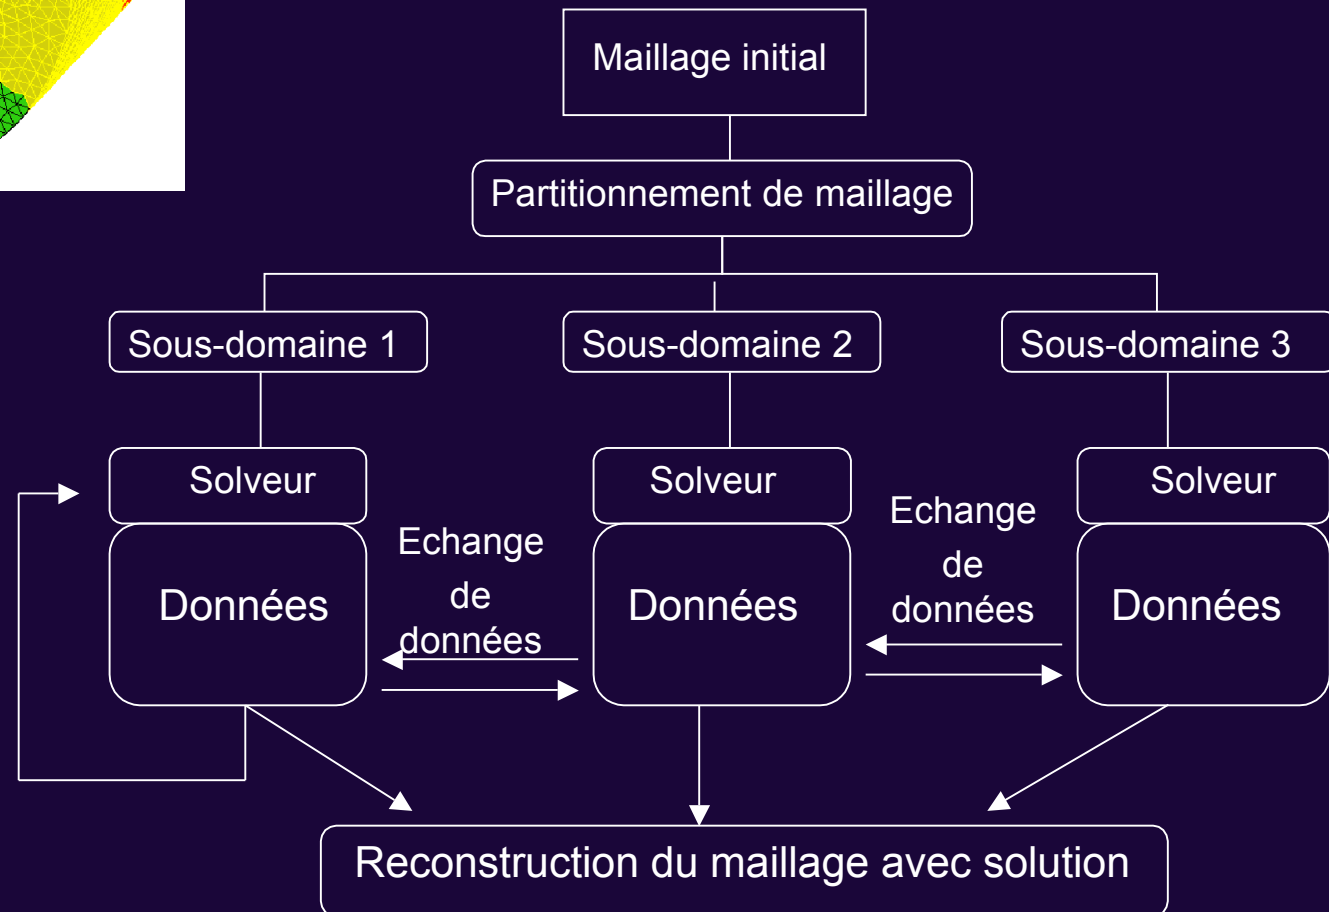 Maillage initial
Partitionnement de maillage
Sous-domaine 1
Sous-domaine 2
Sous-domaine 3
Solveur
Solveur
Solveur
Données
Echange
de
données
Données
Echange
de
données
Données
Reconstruction du maillage avec solution